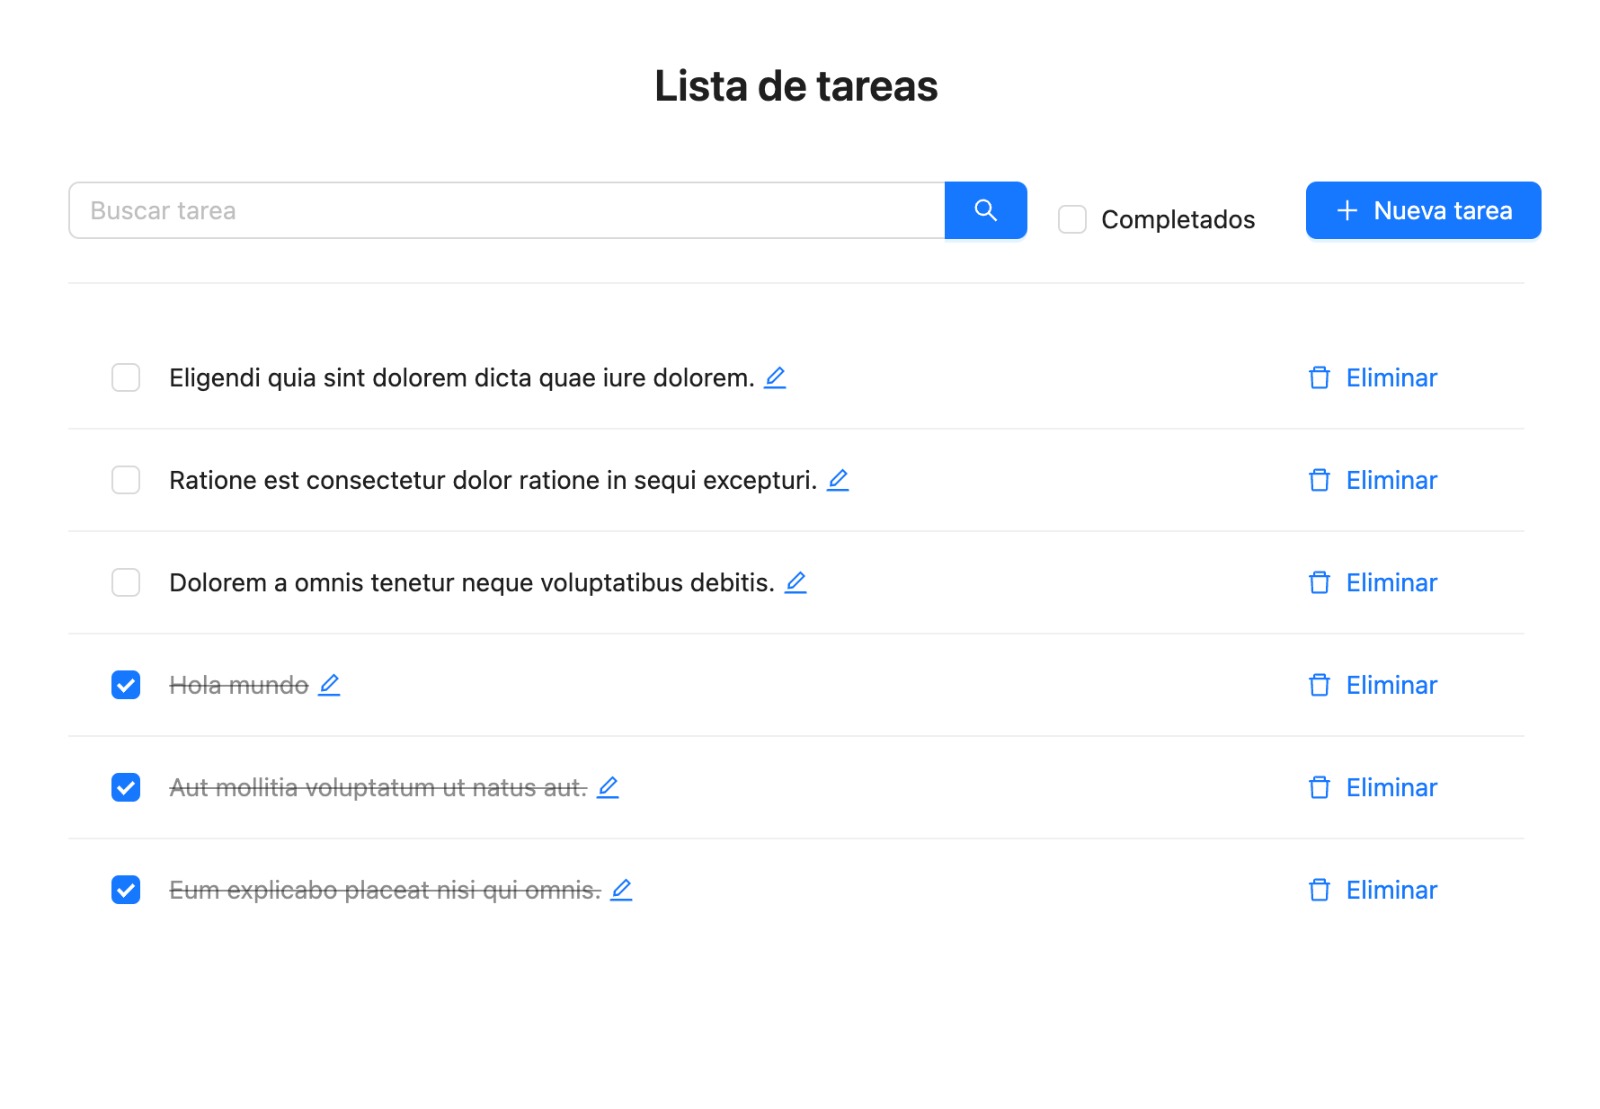 Lista de tareas
Buscar tarea
Completados
Nueva tarea
Eligendi quia sint dolorem dicta quae iure dolorem.
Eliminar
Ratione est consectetur dolor ratione in sequi excepturi.
Eliminar
Dolorem a omnis tenetur neque voluptatibus debitis.
Eliminar
Hola mundo
Eliminar
Aut mollitia voluptatum ut natus aut.
Eliminar
Eum explicabo placeat nisi qui omnis.
Eliminar